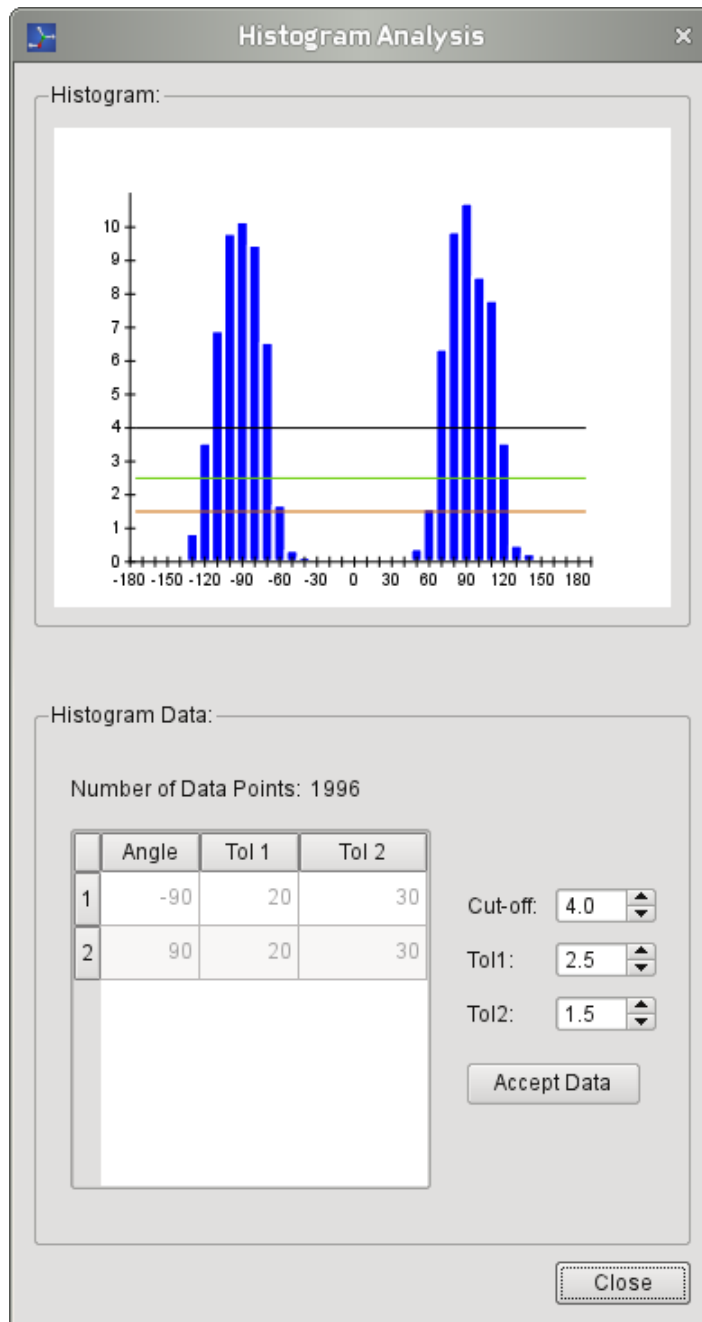 Histogram Analysis
Histogram:
10
9
8
7
6
5
4
3
2
1
0
-180 -150 -120 -90 -60 -30 0 30 60 90 120 150 180
Histogram Data:
Number of Data Points: 1996
Angle Tol 1 Tol 2
1 -90 20 30
2 90 20 30
Cut-off: 4.0
Tol1: 2.5
Tol2: 1.5
Accept Data
Close